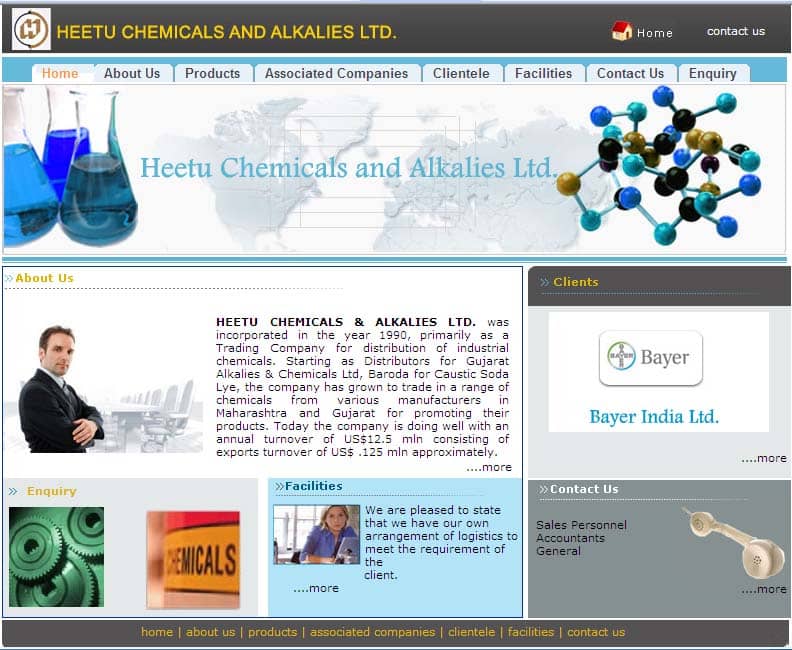 HEETU CHEMICALS AND ALKALIES LTD.
Home
contact us
Home
About Us
Products
Associated Companies
Clientele
Facilities
Contact Us
Enquiry
Heetu Chemicals and Alkalies Ltd.
About Us
HEETU CHEMICALS & ALKALIES LTD. was
incorporated in the year 1990, primarily as a
Trading Company for distribution of industrial
chemicals. Starting as Distributors for Gujarat
Alkalies & Chemicals Ltd, Baroda for Caustic Soda
Lye, the company has grown to trade in a range of
chemicals from various manufacturers in
Maharashtra and Gujarat for promoting their
products. Today the company is doing well with an
annual turnover of US$12.5 mln consisting of
exports turnover of US$ .125 mln approximately.
....more
Clients
BAYER
Bayer
Bayer India Ltd.
....more
Enquiry
CHEMICALS
Facilities
We are pleased to state
that we have our own
arrangement of logistics to
meet the requirement of
the
client.
....more
Contact Us
Sales Personnel
Accountants
General
....more
home | about us | products | associated companies | clientele | facilities | contact us